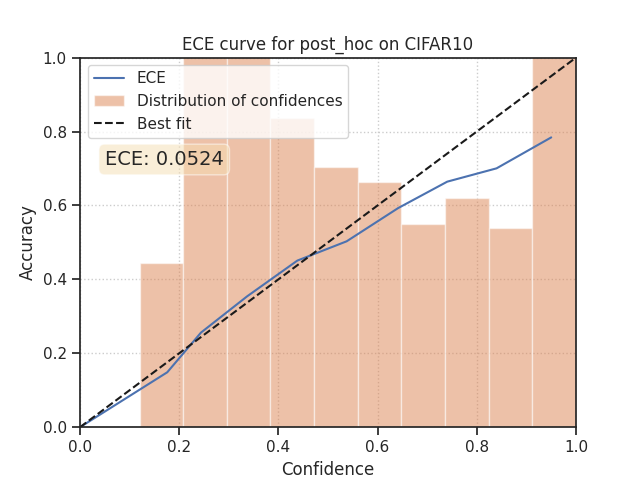 ECE curve for post_hoc on CIFAR10
1.0
0.8
0.6
0.4
0.2
0.0
Accuracy
ECE
Distribution of confidences
Best fit
ECE: 0.0524
0.0 0.2 0.4 0.6 0.8 1.0
Confidence